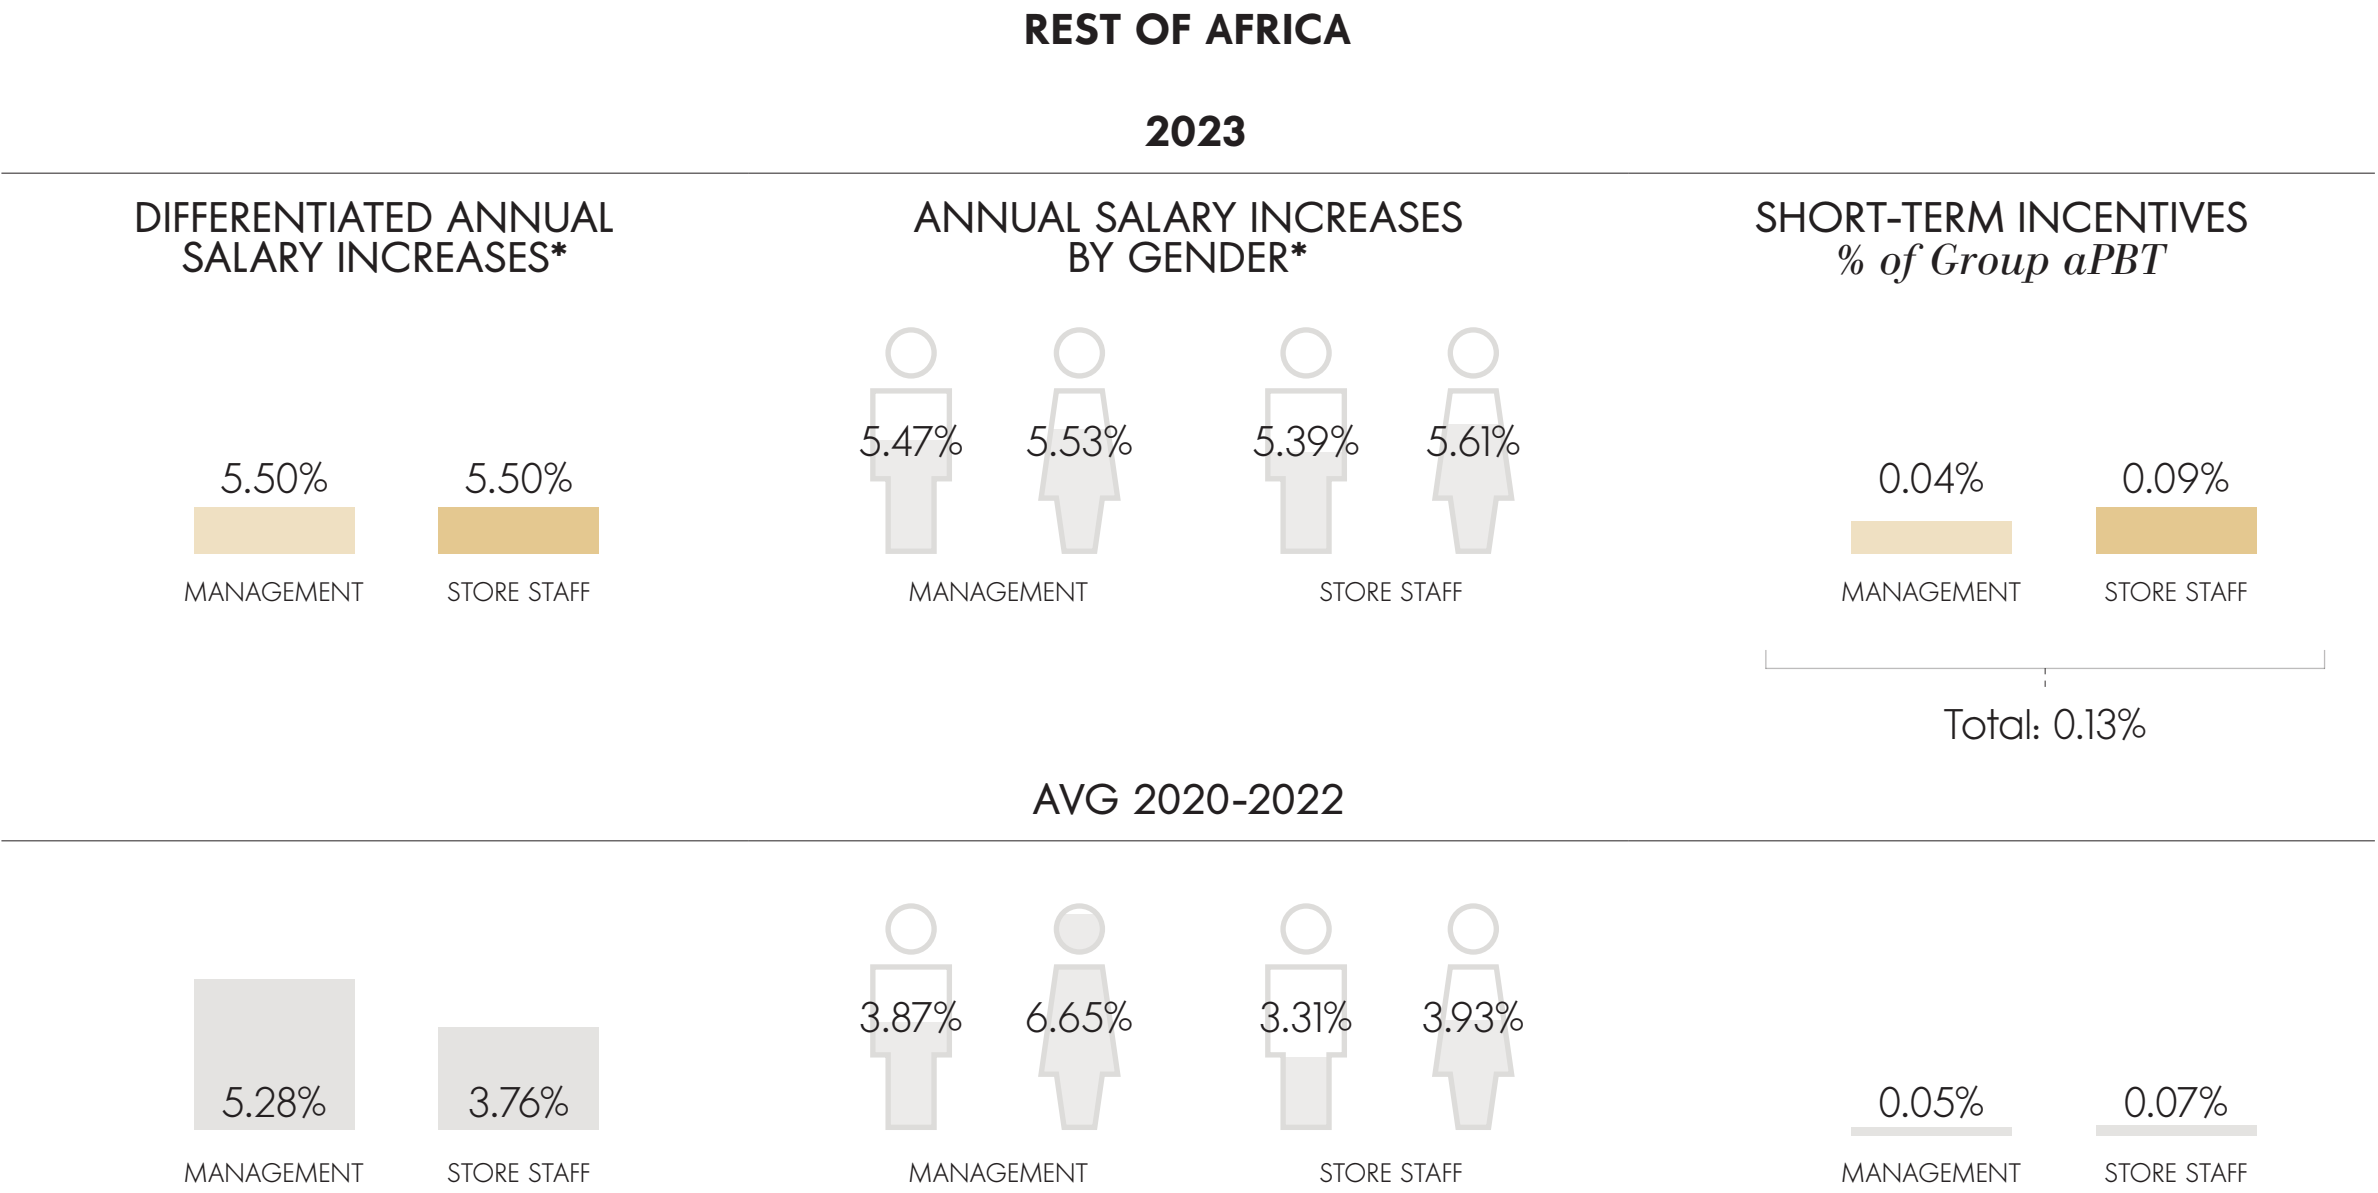 REST OF AFRICA
2023
DIFFERENTIATED ANNUAL
SALARY INCREASES*
5.50%
5.50%
MANAGEMENT
STORE STAFF
ANNUAL SALARY INCREASES
BY GENDER*
5.47%
5.53%
5.39%
5.61%
MANAGEMENT
STORE STAFF
SHORT-TERM INCENTIVES
% of Group aPBT
0.04%
0.09%
MANAGEMENT
STORE STAFF
Total: 0.13%
AVG 2020-2022
5.28%
3.76%
MANAGEMENT
STORE STAFF
3.87%
6.65%
3.31%
3.93%
MANAGEMENT
STORE STAFF
0.05%
0.07%
MANAGEMENT
STORE STAFF